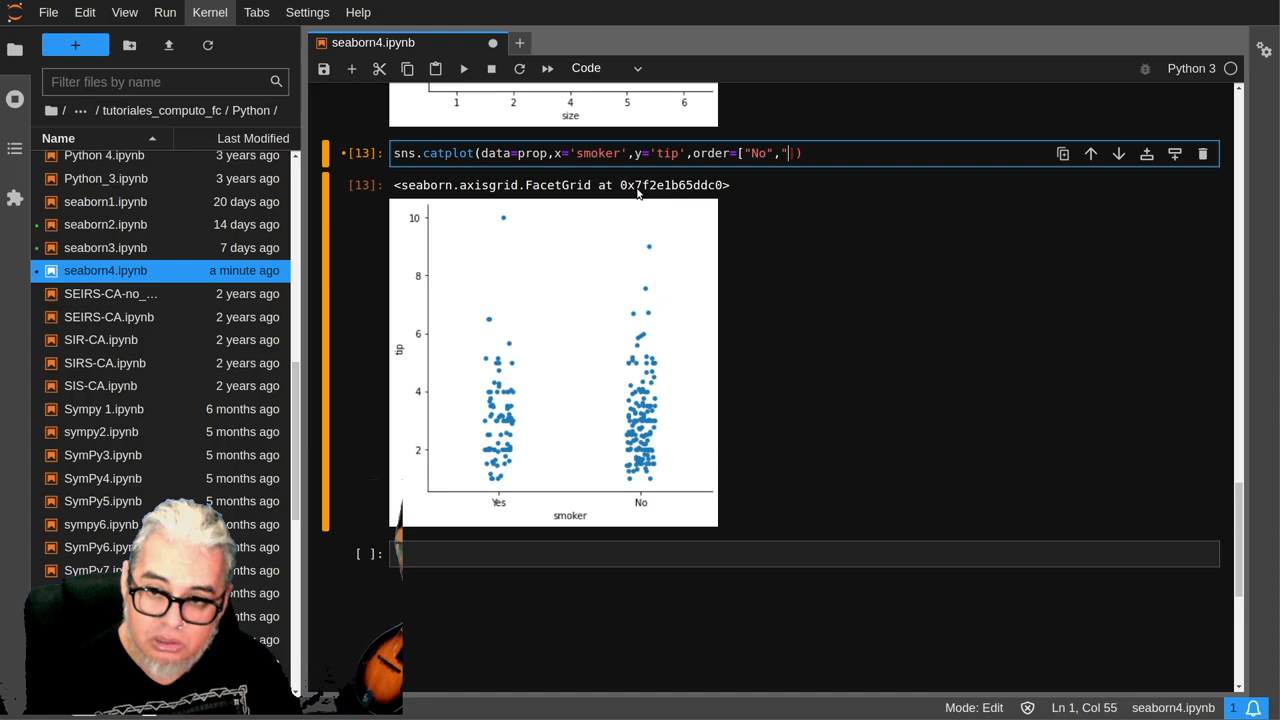 File Edit View Run Kernel Tabs Settings Help
seaborn4.ipynb
Code
Python 3
Filter files by name
/ ... / tutoriales_computo_fc / Python /
Name Last Modified
Python 4.ipynb 3 years ago
Python_3.ipynb 3 years ago
seaborn1.ipynb 20 days ago
seaborn2.ipynb 14 days ago
seaborn3.ipynb 7 days ago
seaborn4.ipynb a minute ago
SEIRS-CA-no_... 2 years ago
SEIRS-CA.ipynb 2 years ago
SIR-CA.ipynb 2 years ago
SIRS-CA.ipynb 2 years ago
SIS-CA.ipynb 2 years ago
Sympy 1.ipynb 6 months ago
sympy2.ipynb 5 months ago
SymPy3.ipynb 5 months ago
SymPy4.ipynb 5 months ago
SymPy5.ipynb 5 months ago
sympy6.ipynb 5 months ago
1 2 4 5 6
size
[13]: sns.catplot(data=prop,x='smoker',y='tip',order=["No",""])
[13]: <seaborn.axisgrid.FacetGrid at 0x7f2e1b65ddc0>
10
8
6
4
2
tip
Yes No
smoker
[ ]:
Mode: Edit Ln 1, Col 55 seaborn4.ipynb 1